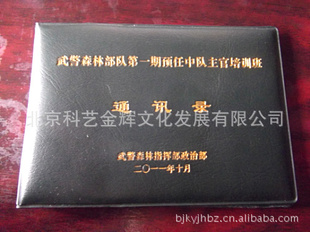 武警森林部队第一期预任中队主官培训班
通讯录
北京科艺金辉文化发展有限公司
武警森林指挥部政治部
二〇一一年十月
bjkyjhbz.1688.com